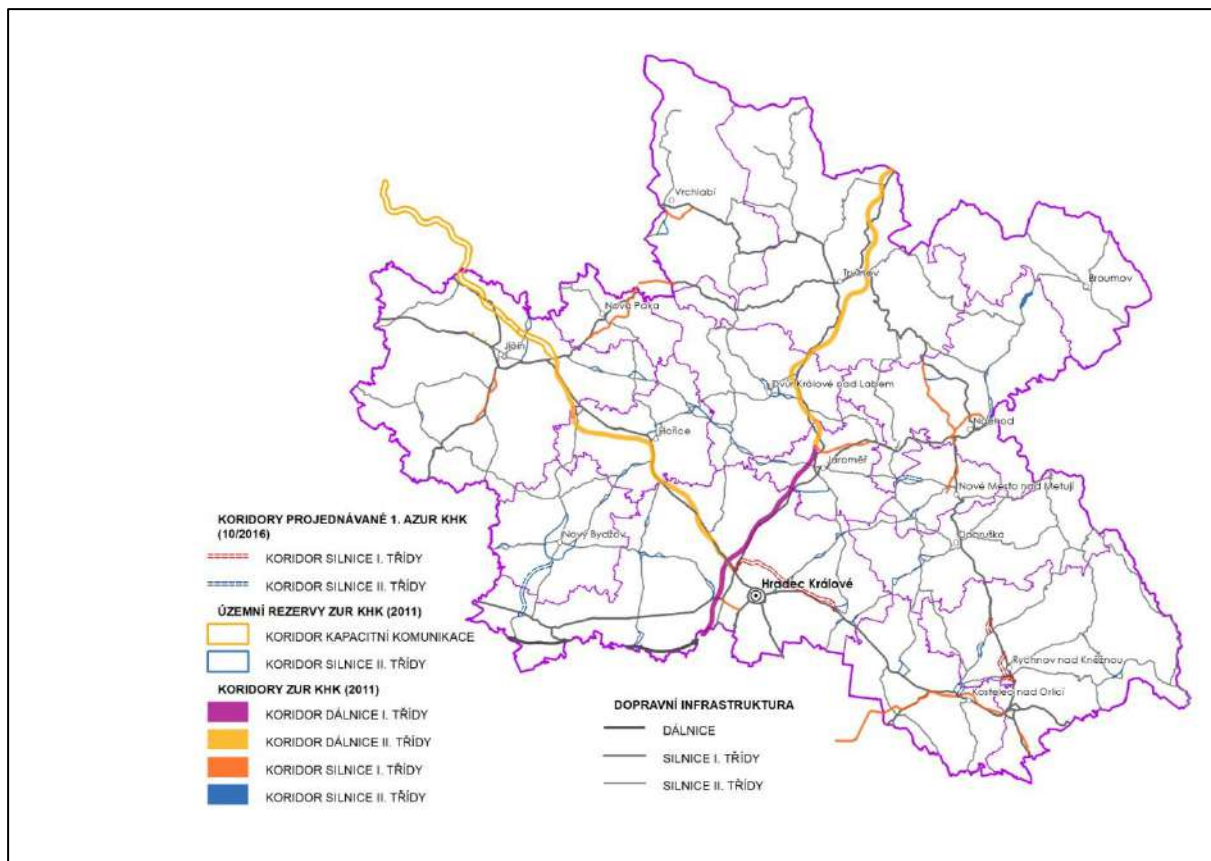 Vrchlabí
Trutnov
Broumov
Nová Paka
Jičín
Dvůr Králové nad Labem
Náchod
Hořice
Jaroměř
Nové Město nad Metují
KORIDORY PROJEDNÁVANÉ 1. AZUR KHK
(10/2016)
Nový Bydžov
Dobruška
KORIDOR SILNICE I. TŘÍDY
KORIDOR SILNICE II. TŘÍDY
Hradec Králové
ÚZEMNÍ REZERVY ZUR KHK (2011)
KORIDOR KAPACITNÍ KOMUNIKACE
KORIDOR SILNICE II. TŘÍDY
Rychnov nad Kněžnou
Kostelec nad Orlicí
KORIDORY ZUR KHK (2011)
KORIDOR DÁLNICE I. TŘÍDY
KORIDOR DÁLNICE II. TŘÍDY
KORIDOR SILNICE I. TŘÍDY
KORIDOR SILNICE II. TŘÍDY
DOPRAVNÍ INFRASTRUKTURA
DÁLNICE
SILNICE I. TŘÍDY
SILNICE II. TŘÍDY